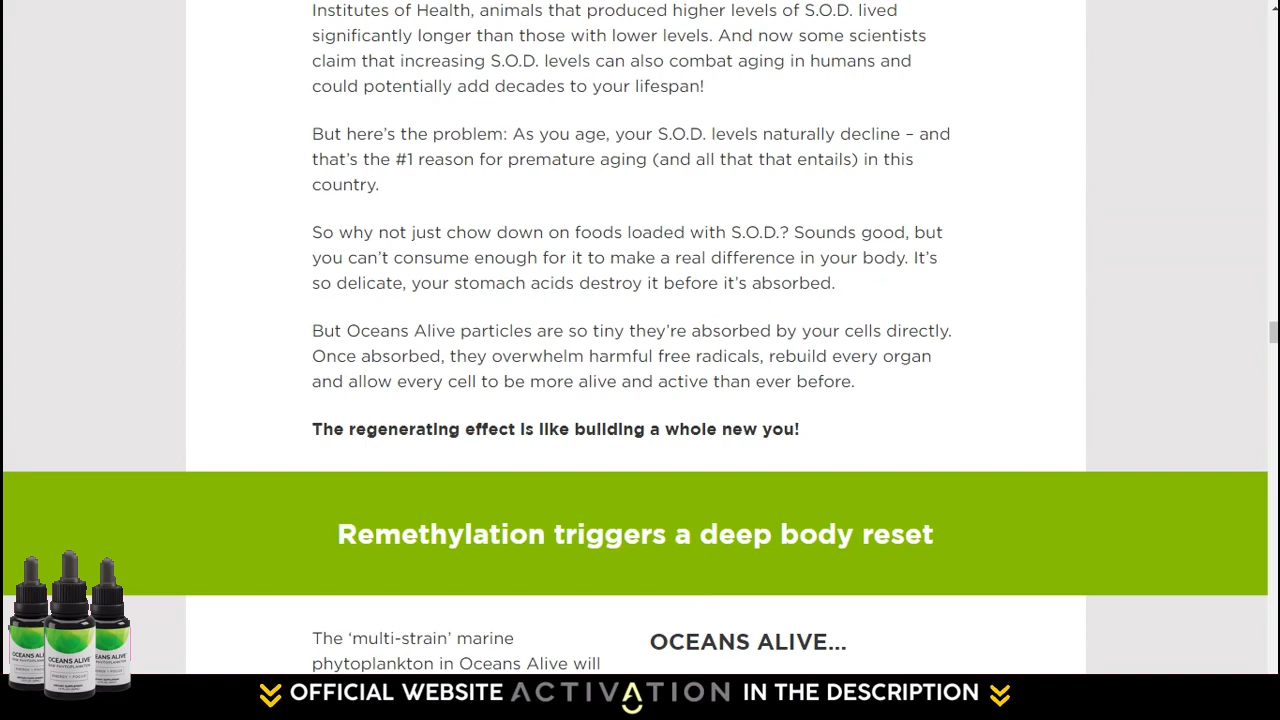 Institutes of Health, animals that produced higher levels of S.O.D. lived
significantly longer than those with lower levels. And now some scientists
claim that increasing S.O.D. levels can also combat aging in humans and
could potentially add decades to your lifespan!
But here’s the problem: As you age, your S.O.D. levels naturally decline – and
that’s the #1 reason for premature aging (and all that that entails) in this
country.
So why not just chow down on foods loaded with S.O.D.? Sounds good, but
you can’t consume enough for it to make a real difference in your body. It’s
so delicate, your stomach acids destroy it before it’s absorbed.
But Oceans Alive particles are so tiny they’re absorbed by your cells directly.
Once absorbed, they overwhelm harmful free radicals, rebuild every organ
and allow every cell to be more alive and active than ever before.
The regenerating effect is like building a whole new you!
Remethylation triggers a deep body reset
The ‘multi-strain’ marine
phytoplankton in Oceans Alive will
OCEANS ALIVE...
OCEANS ALIVE
ENERGY + FOCUS
OFFICIAL WEBSITE ACTIVATION IN THE DESCRIPTION